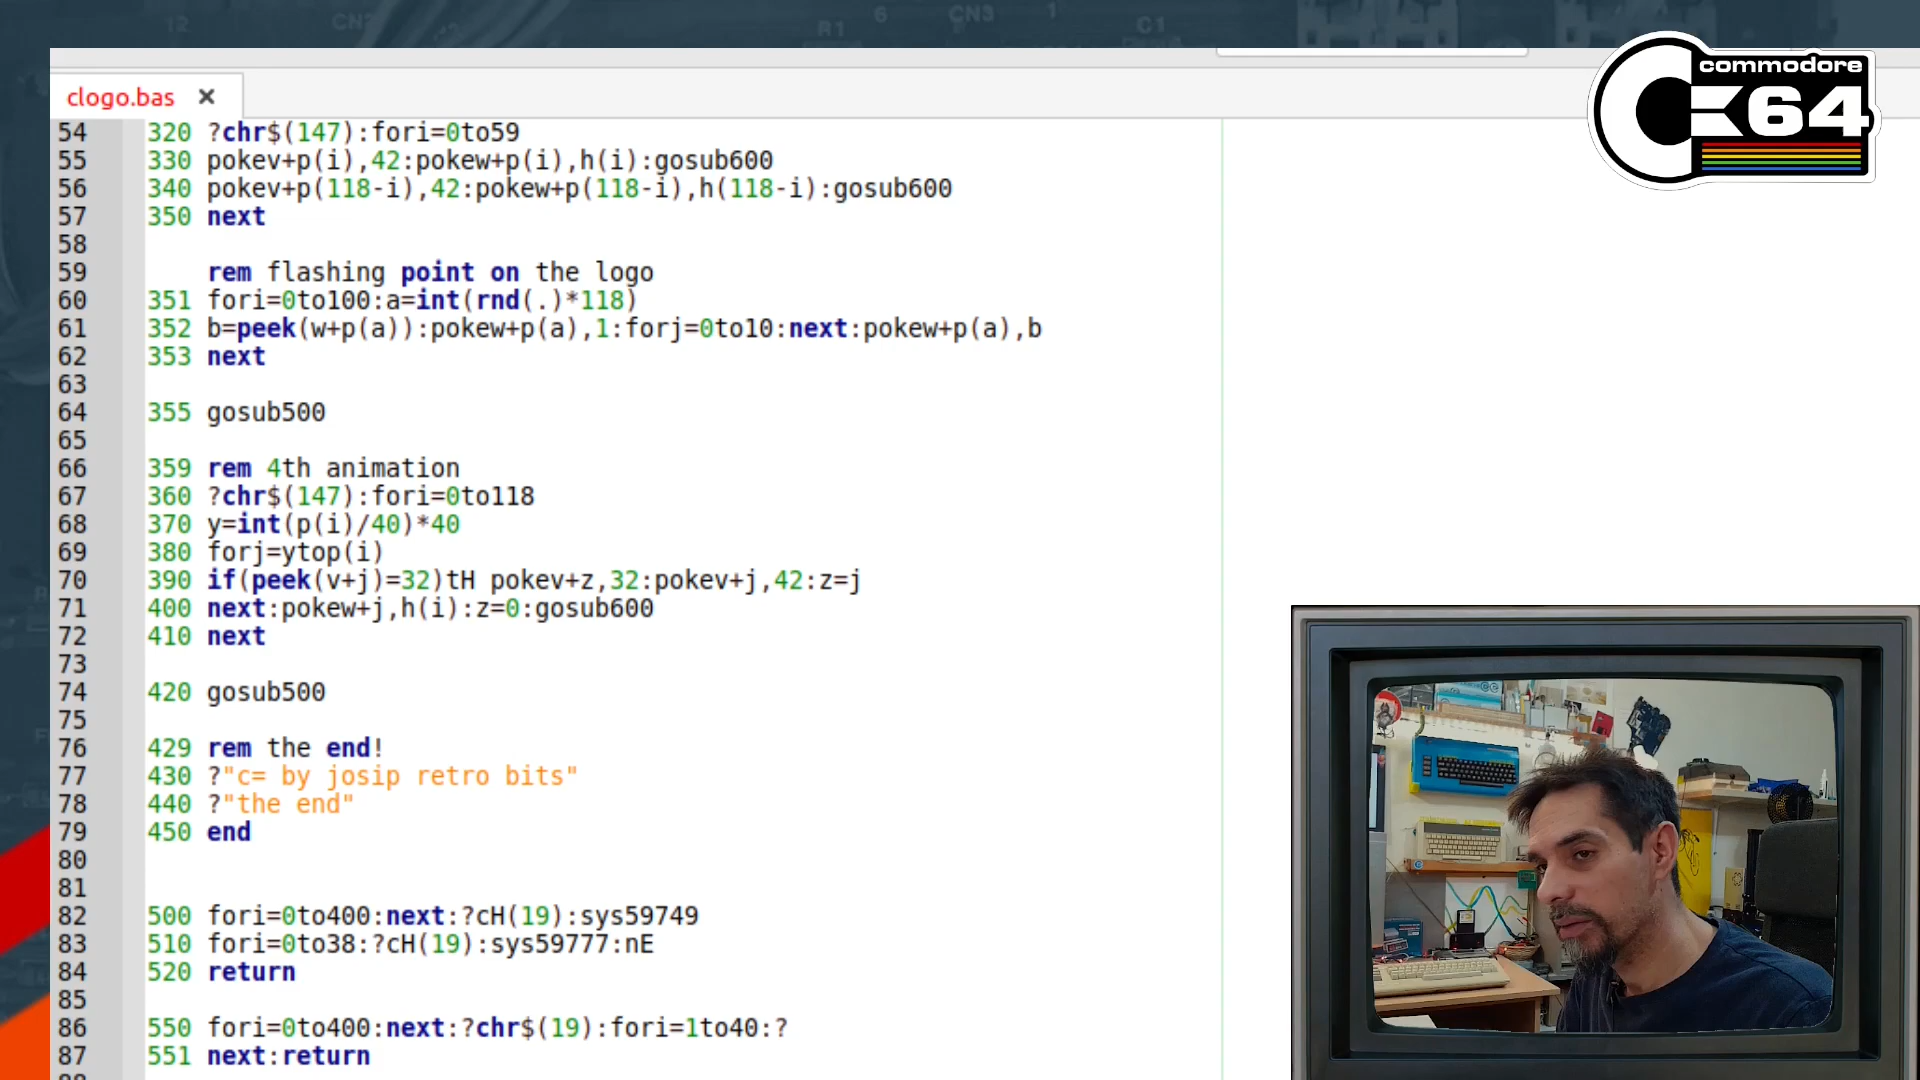 12 CN3 1
R1 6 C1
commodore
64
clogo.bas ×
54 320 ?chr$(147):fori=0to59
55 330 pokev+p(i),42:pokew+p(i),h(i):gosub600
56 340 pokev+p(118-i),42:pokew+p(118-i),h(118-i):gosub600
57 350 next
58
59 rem flashing point on the logo
60 351 fori=0to100:a=int(rnd(.)*118)
61 352 b=peek(w+p(a)):pokew+p(a),1:forj=0to10:next:pokew+p(a),b
62 353 next
63
64 355 gosub500
65
66 359 rem 4th animation
67 360 ?chr$(147):fori=0to118
68 370 y=int(p(i)/40)*40
69 380 forj=ytop(i)
70 390 if(peek(v+j)=32)tH pokev+z,32:pokev+j,42:z=j
71 400 next:pokew+j,h(i):z=0:gosub600
72 410 next
73
74 420 gosub500
75
76 429 rem the end!
77 430 ?"c= by josip retro bits"
78 440 ?"the end"
79 450 end
80
81
82 500 fori=0to400:next:?cH(19):sys59749
83 510 fori=0to38:?cH(19):sys59777:nE
84 520 return
85
86 550 fori=0to400:next:?chr$(19):fori=1to40:?
87 551 next:return